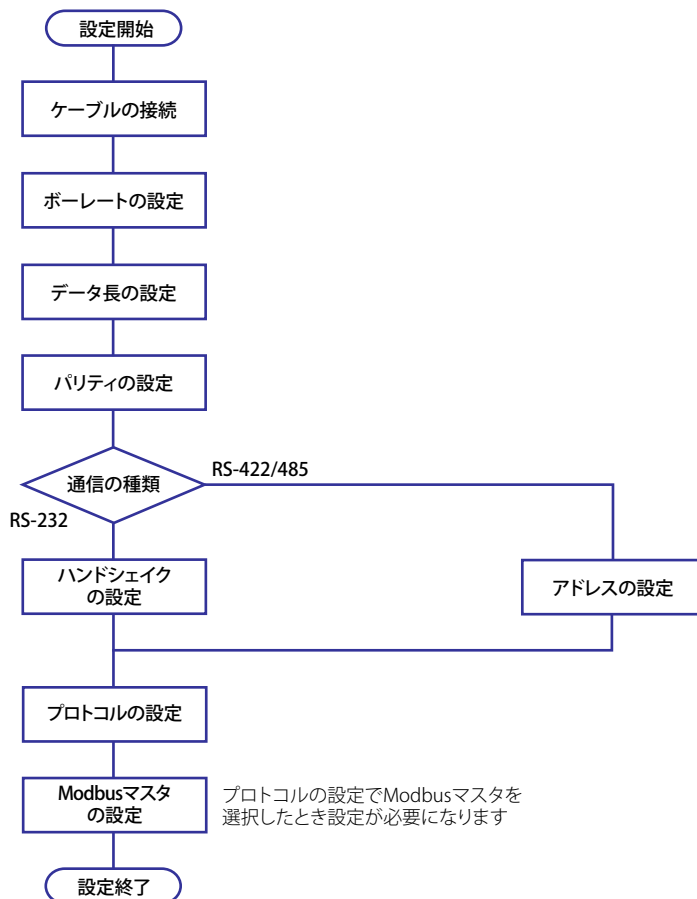 設定開始
ケーブルの接続
ボーレートの設定
データ長の設定
パリティの設定
通信の種類
RS-422/485
RS-232
ハンドシェイク
の設定
アドレスの設定
プロトコルの設定
Modbusマスタ
の設定
プロトコルの設定でModbusマスタを
選択したとき設定が必要になります
設定終了